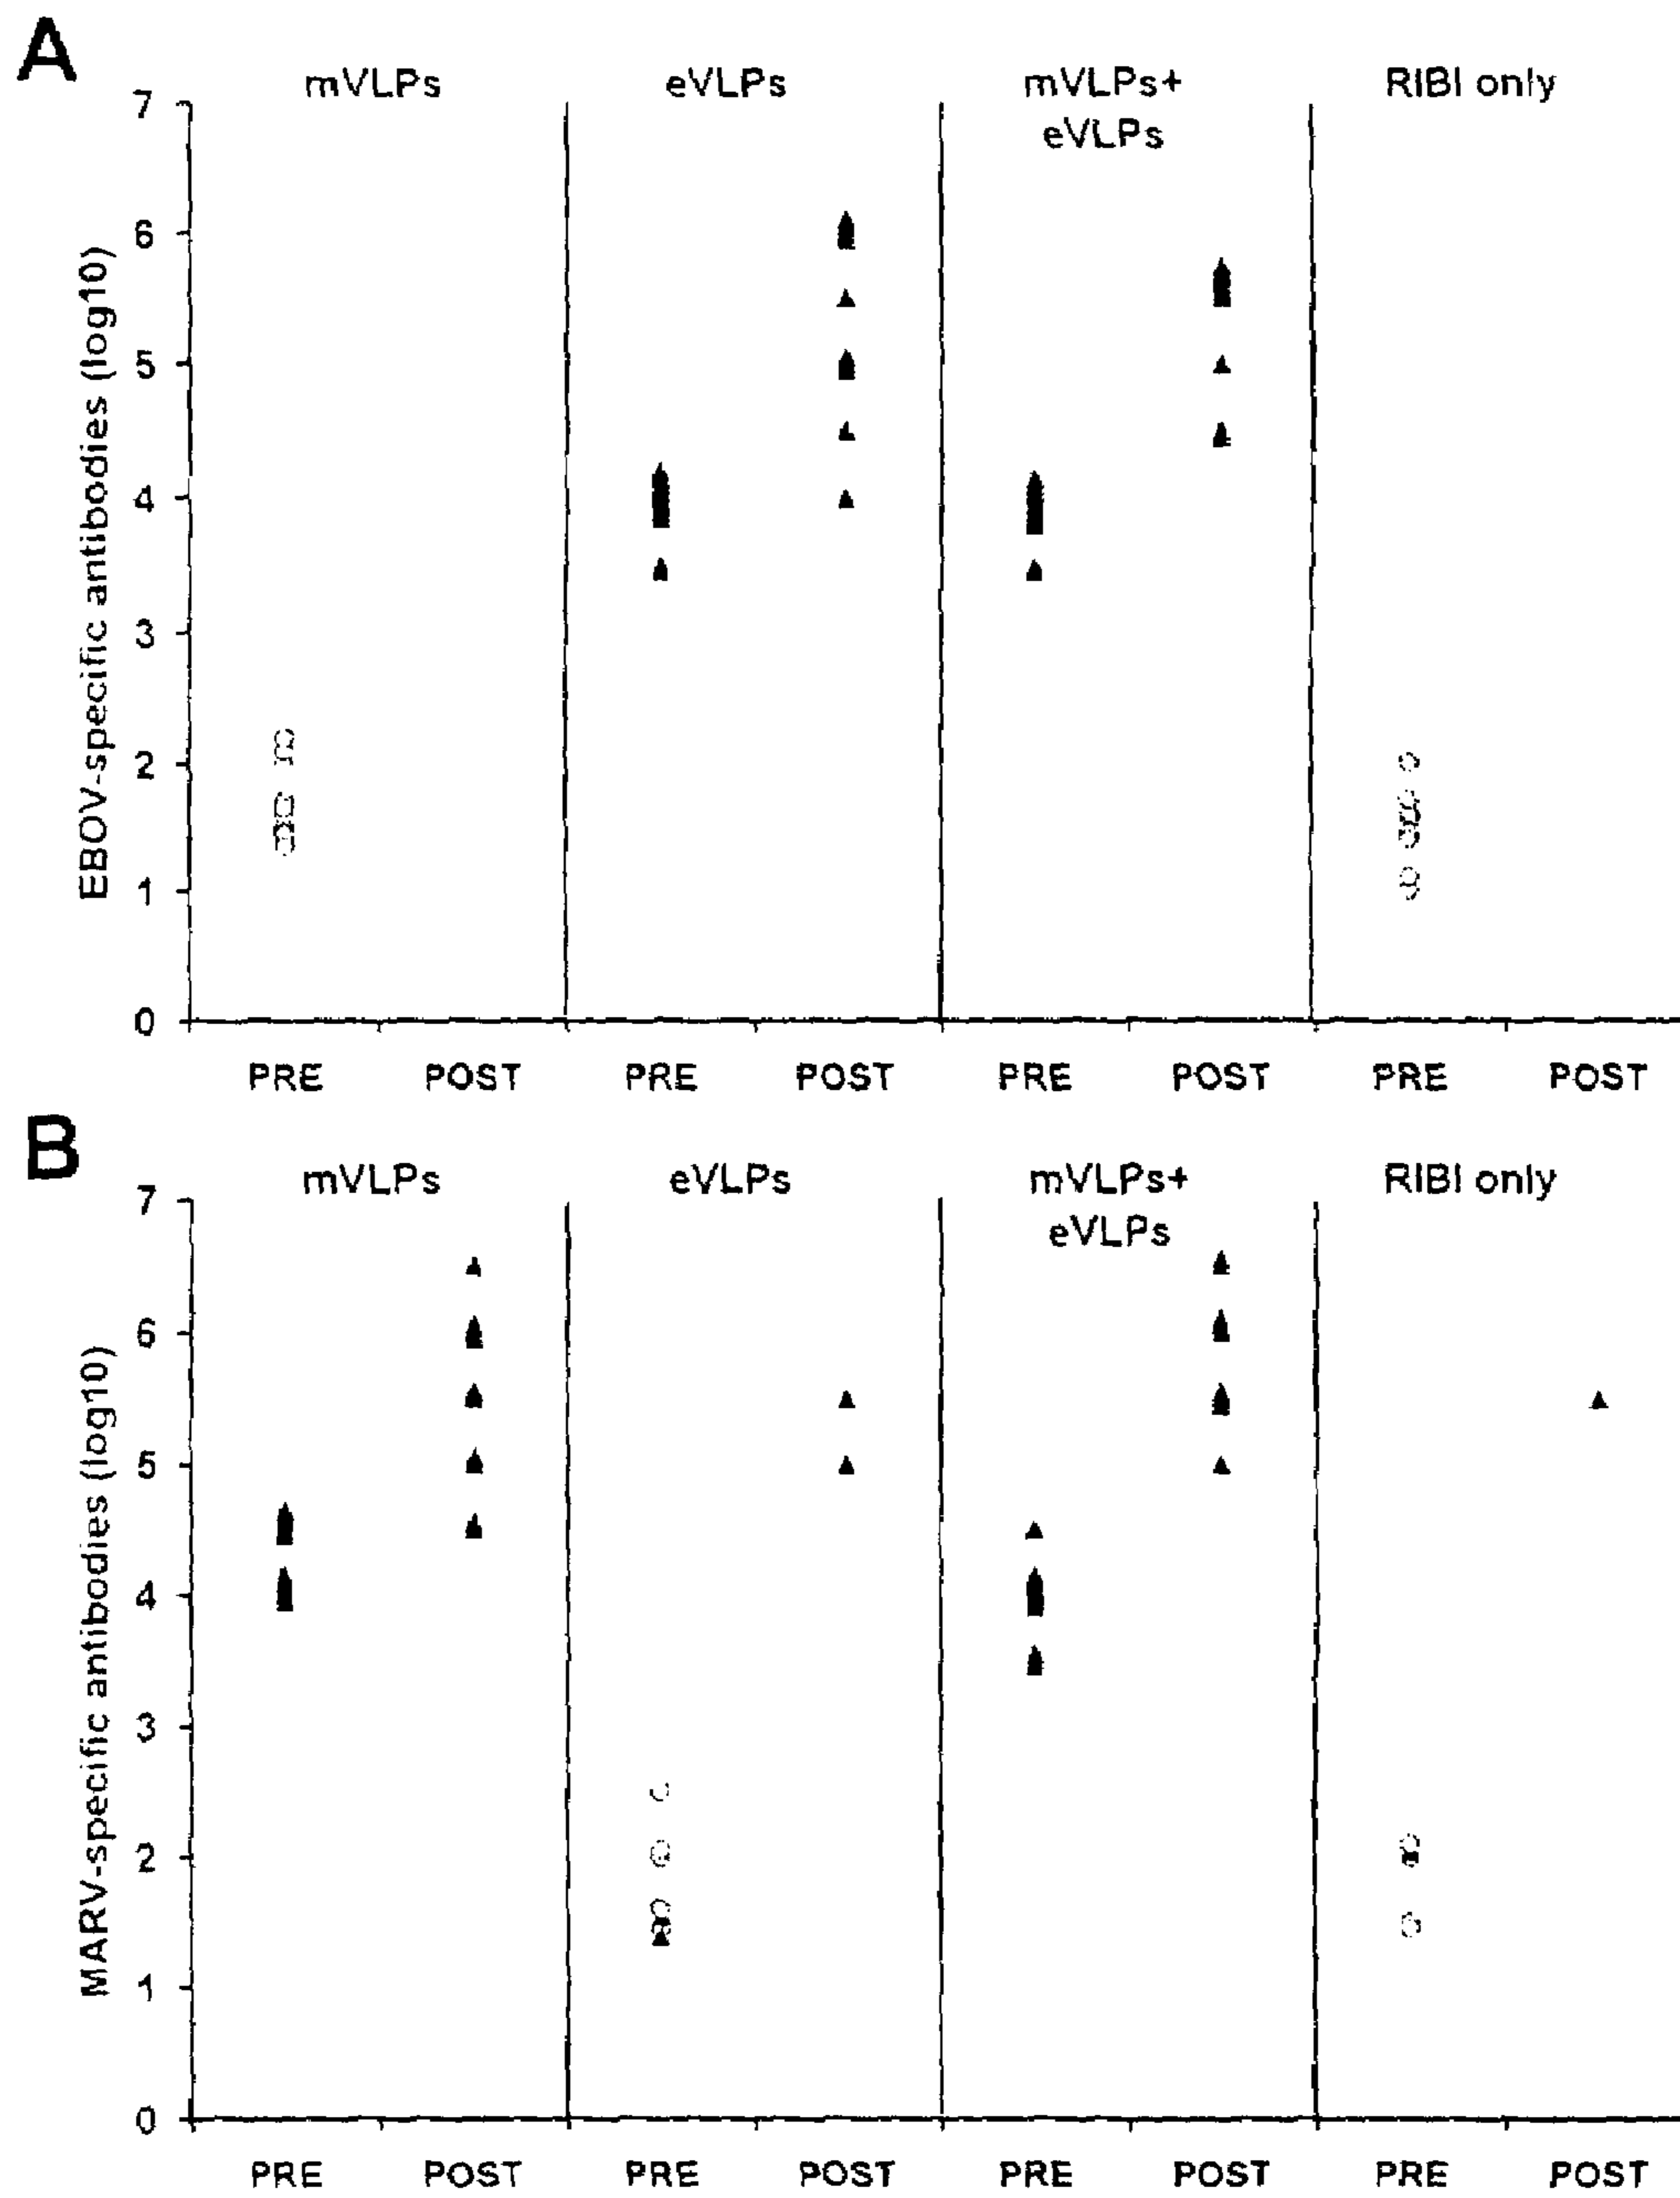 A
mVLPs eVLPs mVLPs+ RIBI only
eVLPs
EBOV-specific antibodies (log10)
7
6
5
4
3
2
1
0
PRE POST PRE POST PRE POST PRE POST
B
mVLPs eVLPs mVLPs+ RIBI only
eVLPs
MARV-specific antibodies (log10)
7
6
5
4
3
2
1
0
PRE POST PRE POST PRE POST PRE POST